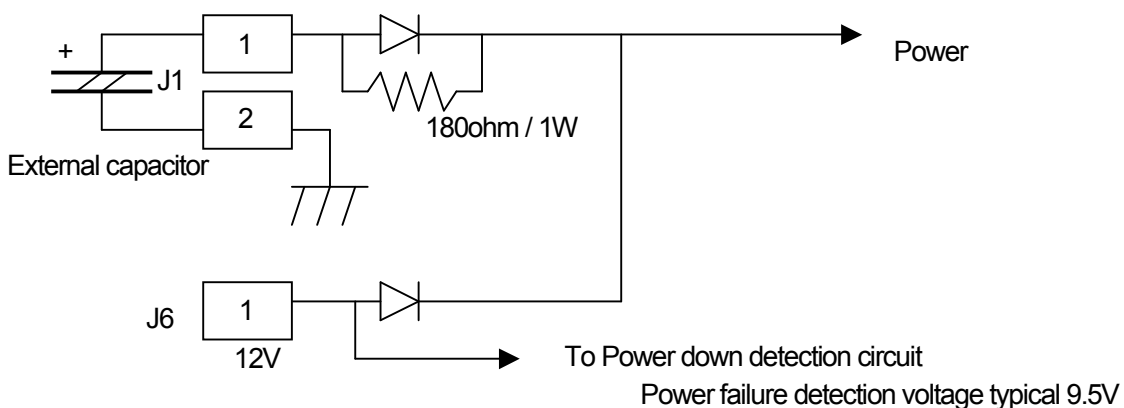 1
+
J1
Power
2
180ohm / 1W
External capacitor
J6
1
12V
To Power down detection circuit
Power failure detection voltage typical 9.5V